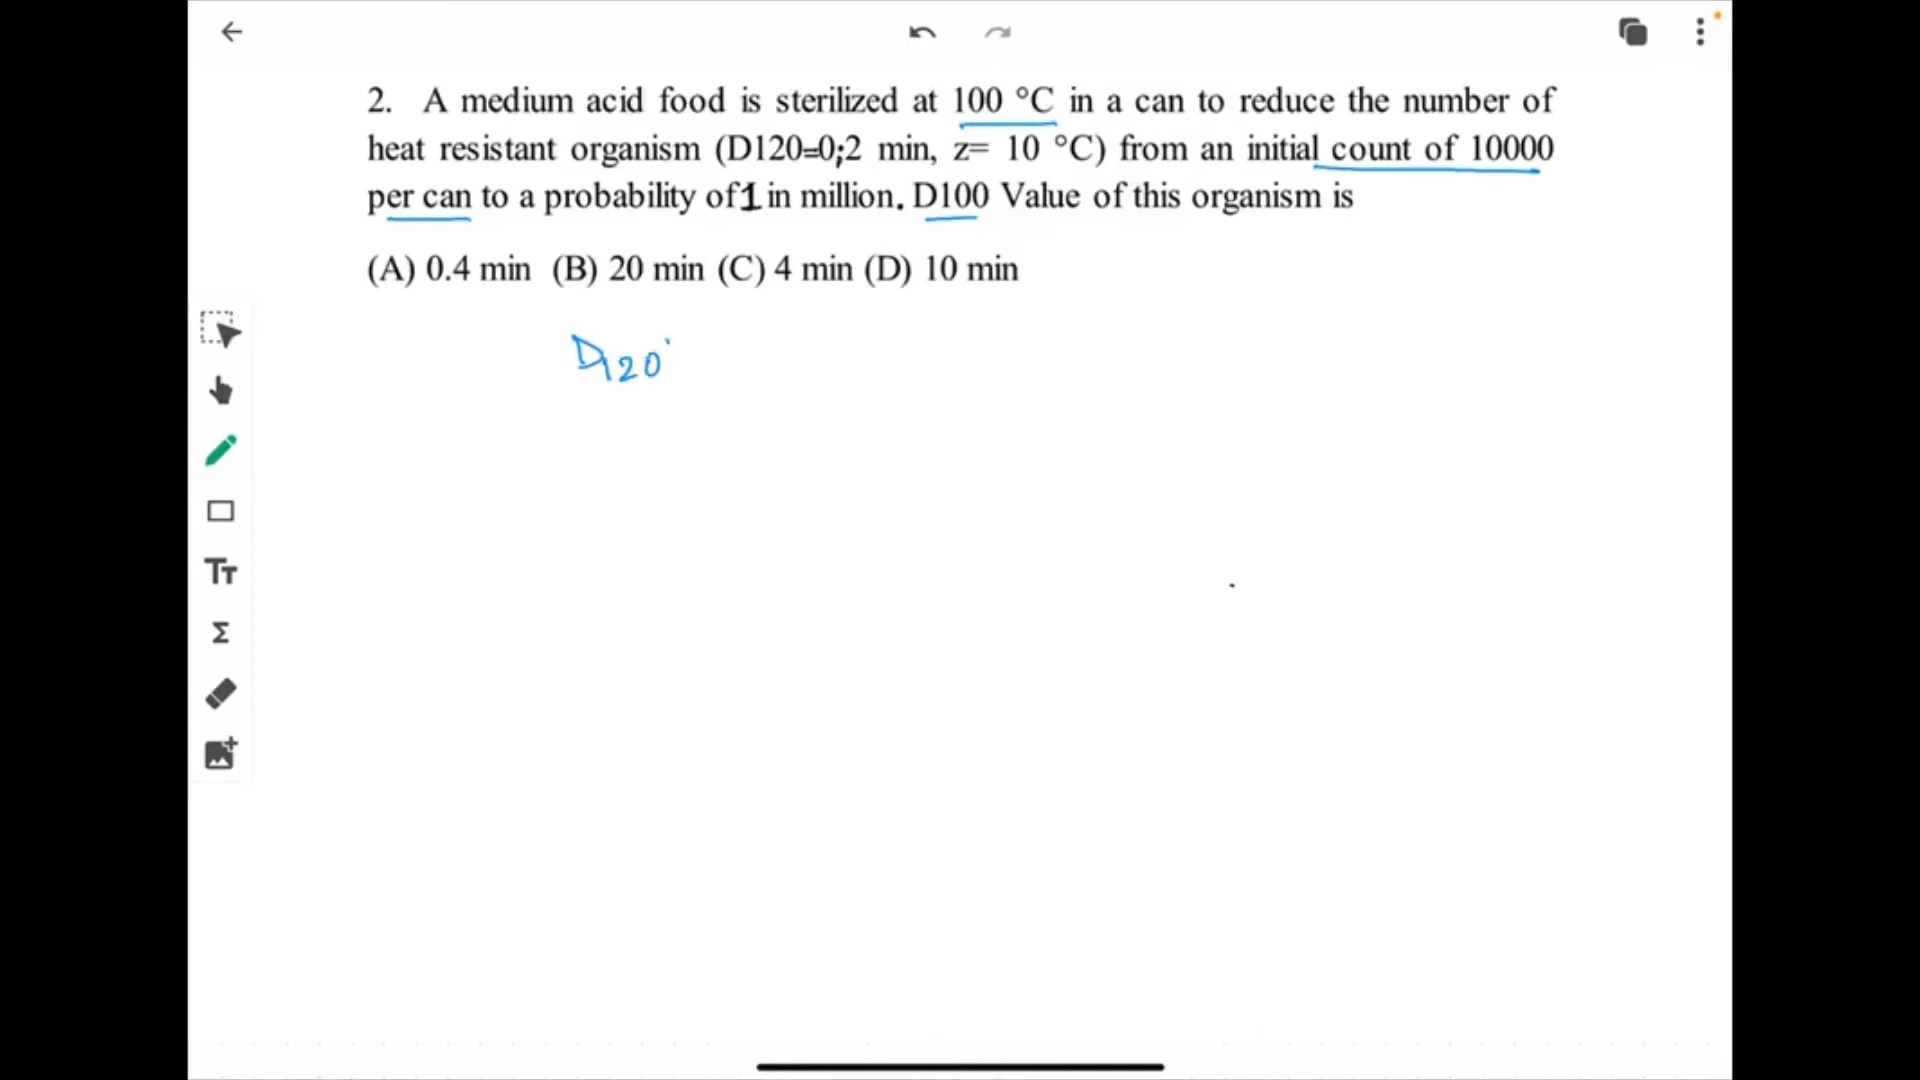 2. A medium acid food is sterilized at 100 °C in a can to reduce the number of
heat resistant organism (D120=0;2 min, z= 10 °C) from an initial count of 10000
per can to a probability of 1 in million. D100 Value of this organism is
(A) 0.4 min (B) 20 min (C) 4 min (D) 10 min
D120
Tт
Σ